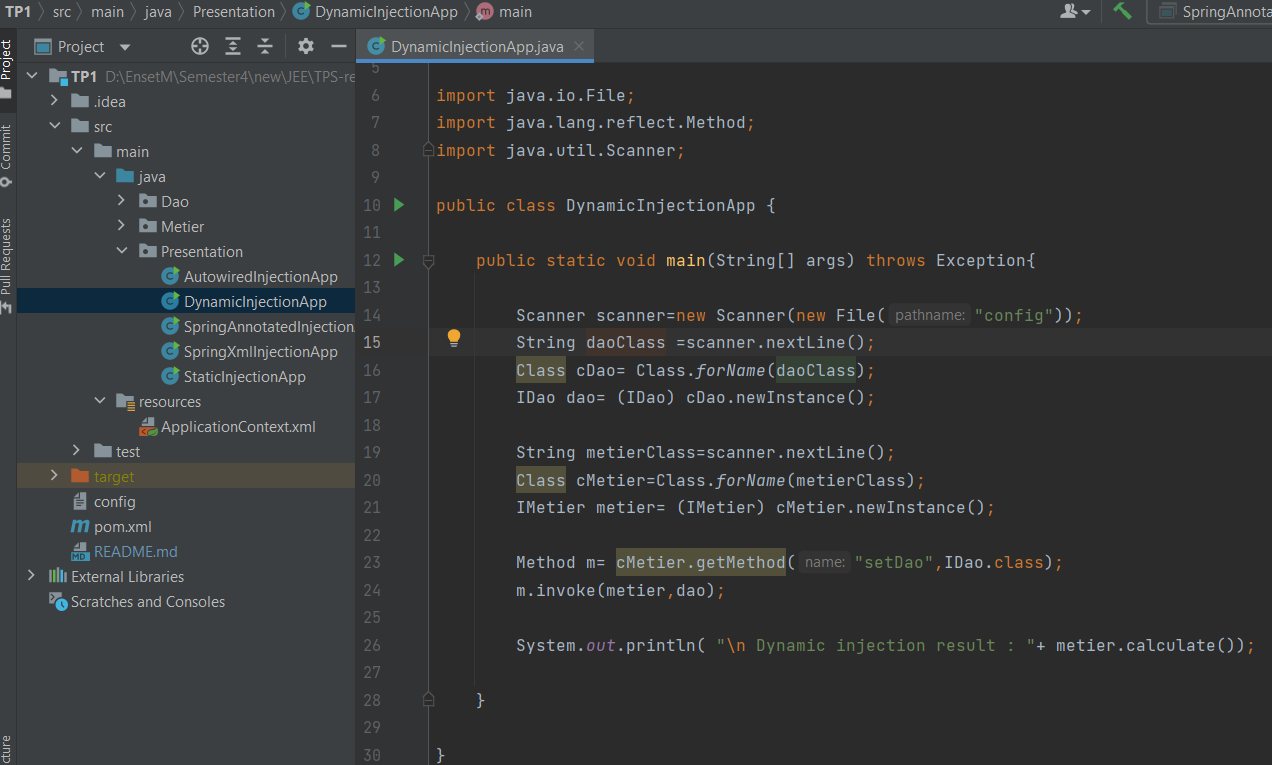 TP1 src main java Presentation DynamicInjectionApp main
SpringAnnota
Project
DynamicInjectionApp.java
Project
Commit
Pull Requests
cture
TP1 D:\EnsetM\Semester4\new\JEE\TPS-re
.idea
src
main
java
Dao
Metier
Presentation
AutowiredInjectionApp
DynamicInjectionApp
SpringAnnotatedInjection
SpringXmlInjectionApp
StaticInjectionApp
resources
ApplicationContext.xml
test
target
config
pom.xml
README.md
External Libraries
Scratches and Consoles
5
6 import java.io.File;
7 import java.lang.reflect.Method;
8 import java.util.Scanner;
9
10 public class DynamicInjectionApp {
11
12 public static void main(String[] args) throws Exception{
13
14 Scanner scanner=new Scanner(new File( pathname: "config"));
15 String daoClass =scanner.nextLine();
16 Class cDao= Class.forName(daoClass);
17 IDao dao= (IDao) cDao.newInstance();
18
19 String metierClass=scanner.nextLine();
20 Class cMetier=Class.forName(metierClass);
21 IMetier metier= (IMetier) cMetier.newInstance();
22
23 Method m= cMetier.getMethod( name: "setDao",IDao.class);
24 m.invoke(metier,dao);
25
26 System.out.println( "\n Dynamic injection result : "+ metier.calculate());
27
28 }
29
30 }